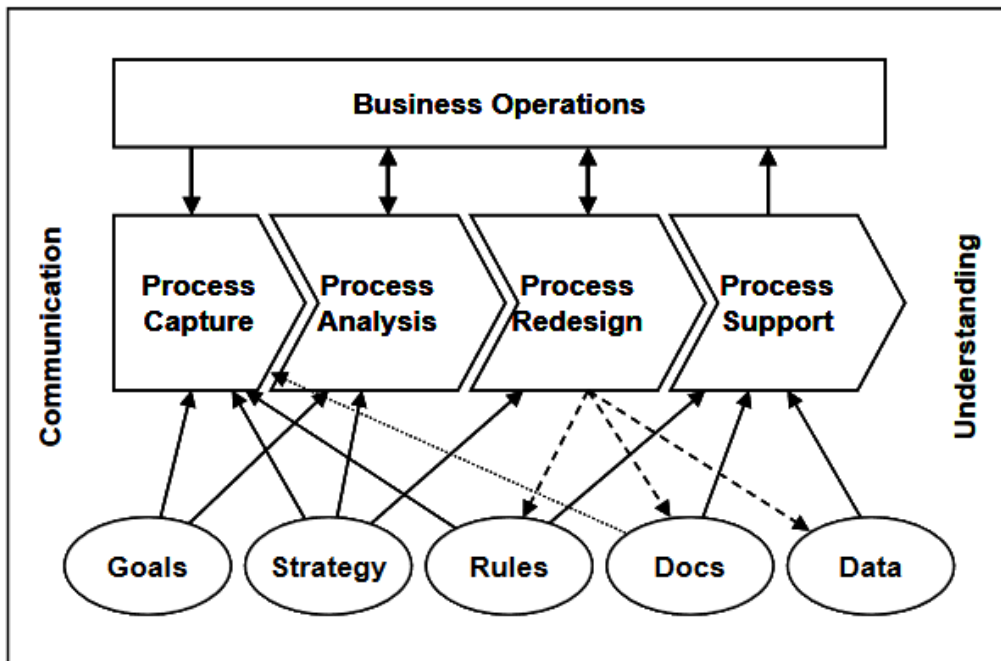 Business Operations
Communication
Process
Capture
Process
Analysis
Process
Redesign
Process
Support
Understanding
Goals
Strategy
Rules
Docs
Data